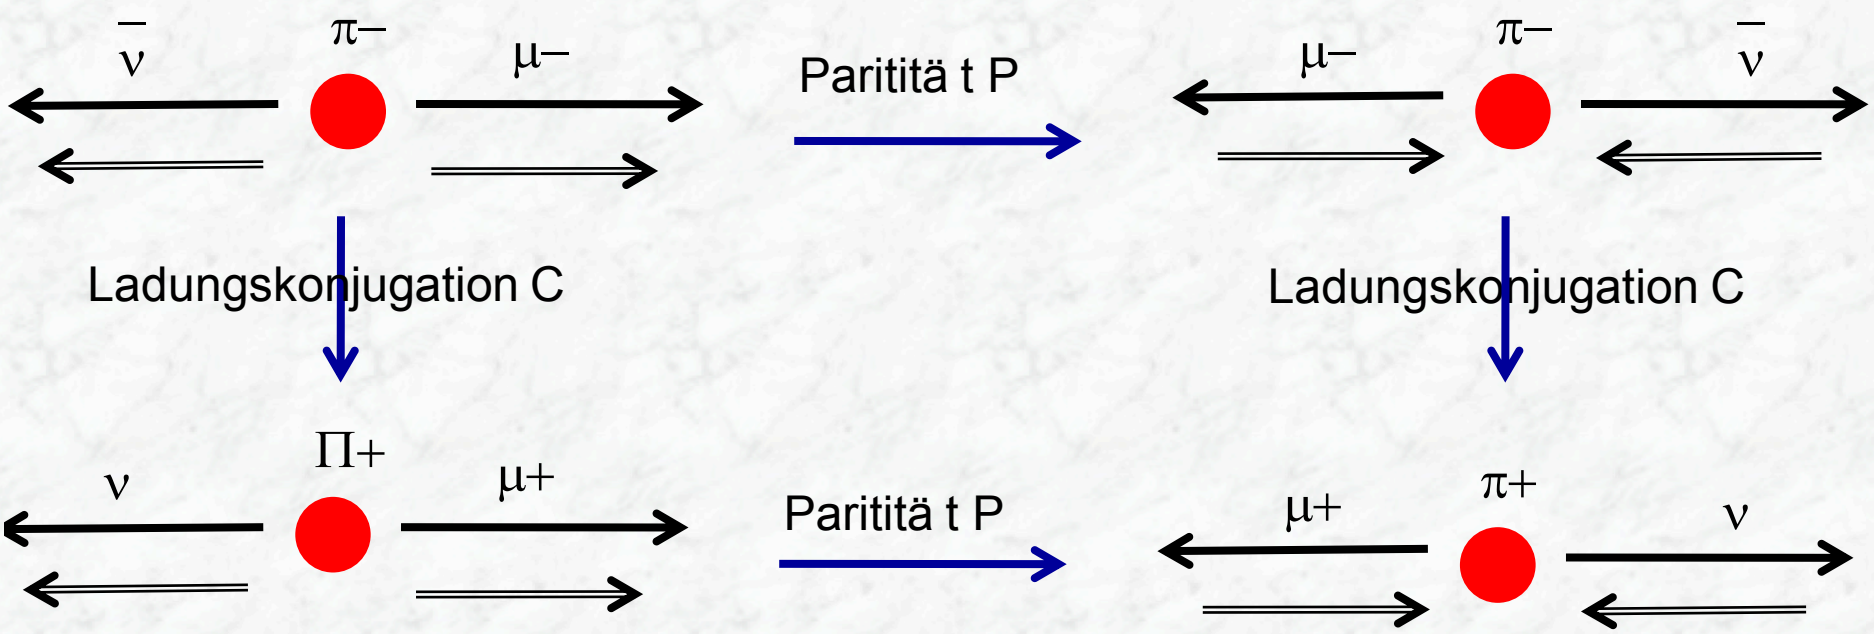 ν̅ π− μ− Parititä t P μ− π− ν̅
Ladungskonjugation C Ladungskonjugation C
ν Π+ μ+ Parititä t P μ+ π+ ν